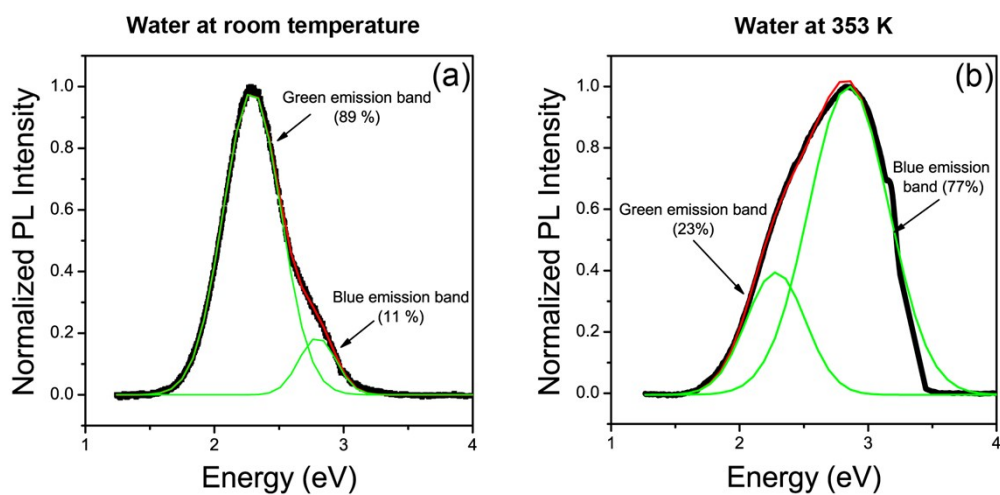 Water at room temperature
(a)
Normalized PL Intensity
1.0
0.8
0.6
0.4
0.2
0.0
Green emission band
(89 %)
Blue emission band
(11 %)
1
2
3
4
Energy (eV)
Water at 353 K
(b)
Normalized PL Intensity
1.0
0.8
0.6
0.4
0.2
0.0
Blue emission
band (77%)
Green emission band
(23%)
1
2
3
4
Energy (eV)